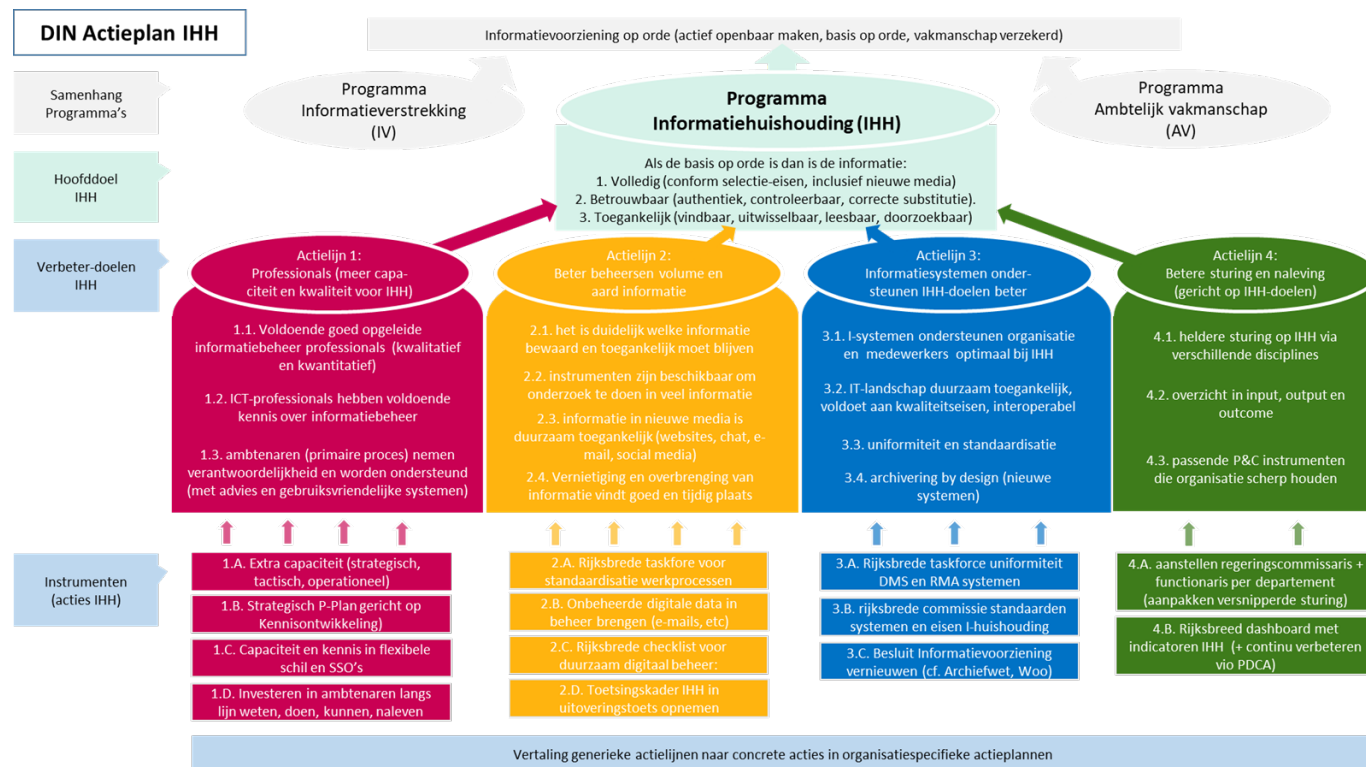 DIN Actieplan IHH
Informatievoorziening op orde (actief openbaar maken, basis op orde, vakmanschap verzekerd)
Samenhang
Programma's
Programma
Informatieverstrekking
(IV)
Programma
Informatiehuishouding (IHH)
Programma
Ambtelijk vakmanschap
(AV)
Hoofddoel
IHH
Als de basis op orde is dan is de informatie:
1. Volledig (conform selectie-eisen, inclusief nieuwe media)
2. Betrouwbaar (authentiek, controleerbaar, correcte substitutie).
3. Toegankelijk (vindbaar, uitwisselbaar, leesbaar, doorzoekbaar)
Verbeter-doelen
IHH
Actielijn 1:
Professionals (meer capa-
citeit en kwaliteit voor IHH)
Actielijn 2:
Beter beheersen volume en
aard informatie
Actielijn 3:
Informatiesystemen onder-
steunen IHH-doelen beter
Actielijn 4:
Betere sturing en naleving
(gericht op IHH-doelen)
1.1. Voldoende goed opgeleide
informatiebeheer professionals (kwalitatief
en kwantitatief)
1.2. ICT-professionals hebben voldoende
kennis over informatiebeheer
1.3. ambtenaren (primaire proces) nemen
verantwoordelijkheid en worden ondersteund
(met advies en gebruiksvriendelijke systemen)
2.1. het is duidelijk welke informatie
bewaard en toegankelijk moet blijven
2.2. instrumenten zijn beschikbaar om
onderzoek te doen in veel informatie
2.3. informatie in nieuwe media is
duurzaam toegankelijk (websites, chat, e-
mail, social media)
2.4. Vernietiging en overbrenging van
informatie vindt goed en tijdig plaats
3.1. I-systemen ondersteunen organisatie
en medewerkers optimaal bij IHH
3.2. IT-landschap duurzaam toegankelijk,
voldoet aan kwaliteitseisen, interoperabel
3.3. uniformiteit en standaardisatie
3.4. archivering by design (nieuwe
systemen)
4.1. heldere sturing op IHH via
verschillende disciplines
4.2. overzicht in input, output en
outcome
4.3. passende P&C instrumenten
die organisatie scherp houden
Instrumenten
(acties IHH)
1.A. Extra capaciteit (strategisch,
tactisch, operationeel)
1.B. Strategisch P-Plan gericht op
Kennisontwikkeling)
1.C. Capaciteit en kennis in flexibele
schil en SSO's
1.D. Investeren in ambtenaren langs
lijn weten, doen, kunnen, naleven
2.A. Rijksbrede taskfore voor
standaardisatie werkprocessen
2.B. Onbeheerde digitale data in
beheer brengen (e-mails, etc)
2.C. Rijksbrede checklist voor
duurzaam digitaal beheer:
2.D. Toetsingskader IHH in
uitoveringstoets opnemen
3.A. Rijksbrede taskforce uniformiteit
DMS en RMA systemen
3.B. rijksbrede commissie standaarden
systemen en eisen I-huishouding
3.C. Besluit Informatievoorziening
vernieuwen (cf. Archiefwet, Woo)
4.A. aanstellen regeringscommissaris +
functionaris per departement
(aanpakken versnipperde sturing)
4.B. Rijksbreed dashboard met
indicatoren IHH (+ continu verbeteren
vio PDCA)
Vertaling generieke actielijnen naar concrete acties in organisatiespecifieke actieplannen